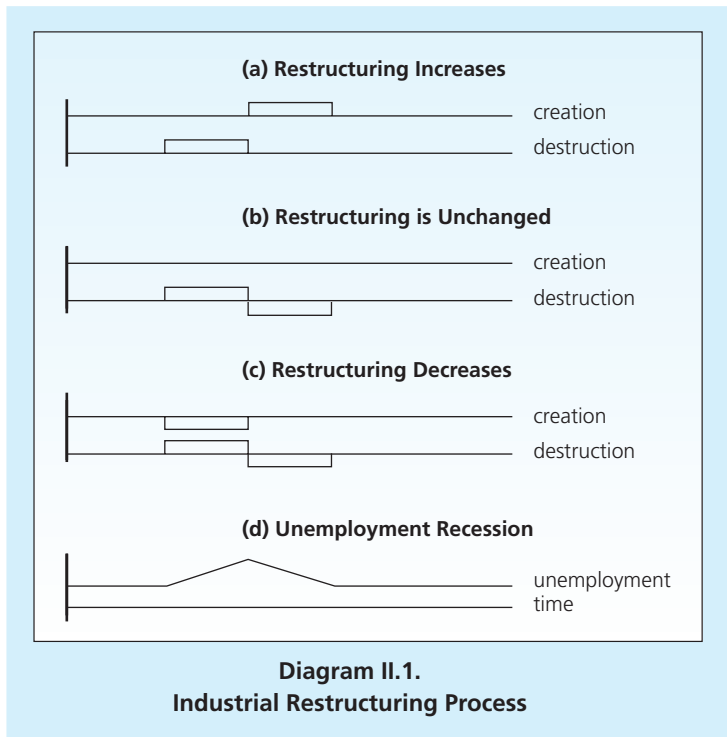 (a) Restructuring Increases
creation
destruction
(b) Restructuring is Unchanged
creation
destruction
(c) Restructuring Decreases
creation
destruction
(d) Unemployment Recession
unemployment
time
Diagram II.1.
Industrial Restructuring Process